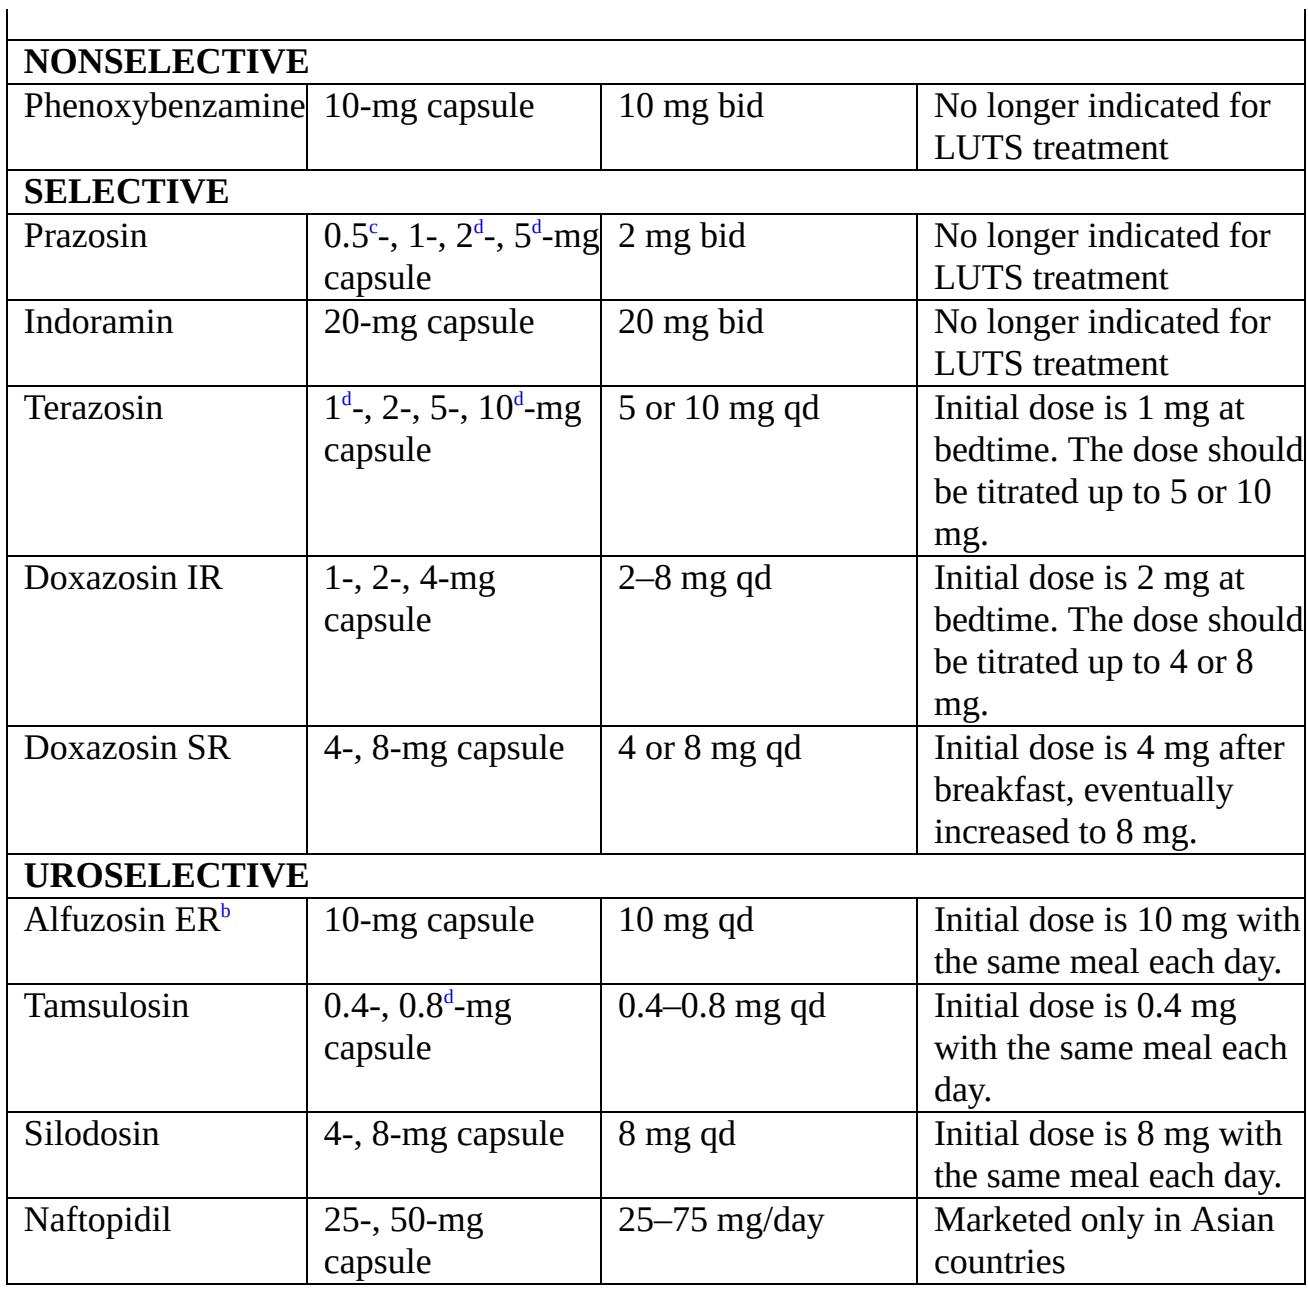 NONSELECTIVE
Phenoxybenzamine 10-mg capsule 10 mg bid No longer indicated for
LUTS treatment
SELECTIVE
Prazosin 0.5c-, 1-, 2d-, 5d-mg 2 mg bid No longer indicated for
capsule LUTS treatment
Indoramin 20-mg capsule 20 mg bid No longer indicated for
LUTS treatment
Terazosin 1d-, 2-, 5-, 10d-mg 5 or 10 mg qd Initial dose is 1 mg at
capsule bedtime. The dose should
be titrated up to 5 or 10
mg.
Doxazosin IR 1-, 2-, 4-mg 2–8 mg qd Initial dose is 2 mg at
capsule bedtime. The dose should
be titrated up to 4 or 8
mg.
Doxazosin SR 4-, 8-mg capsule 4 or 8 mg qd Initial dose is 4 mg after
breakfast, eventually
increased to 8 mg.
UROSELECTIVE
Alfuzosin ERb 10-mg capsule 10 mg qd Initial dose is 10 mg with
the same meal each day.
Tamsulosin 0.4-, 0.8d-mg 0.4–0.8 mg qd Initial dose is 0.4 mg
capsule with the same meal each
day.
Silodosin 4-, 8-mg capsule 8 mg qd Initial dose is 8 mg with
the same meal each day.
Naftopidil 25-, 50-mg 25–75 mg/day Marketed only in Asian
capsule countries